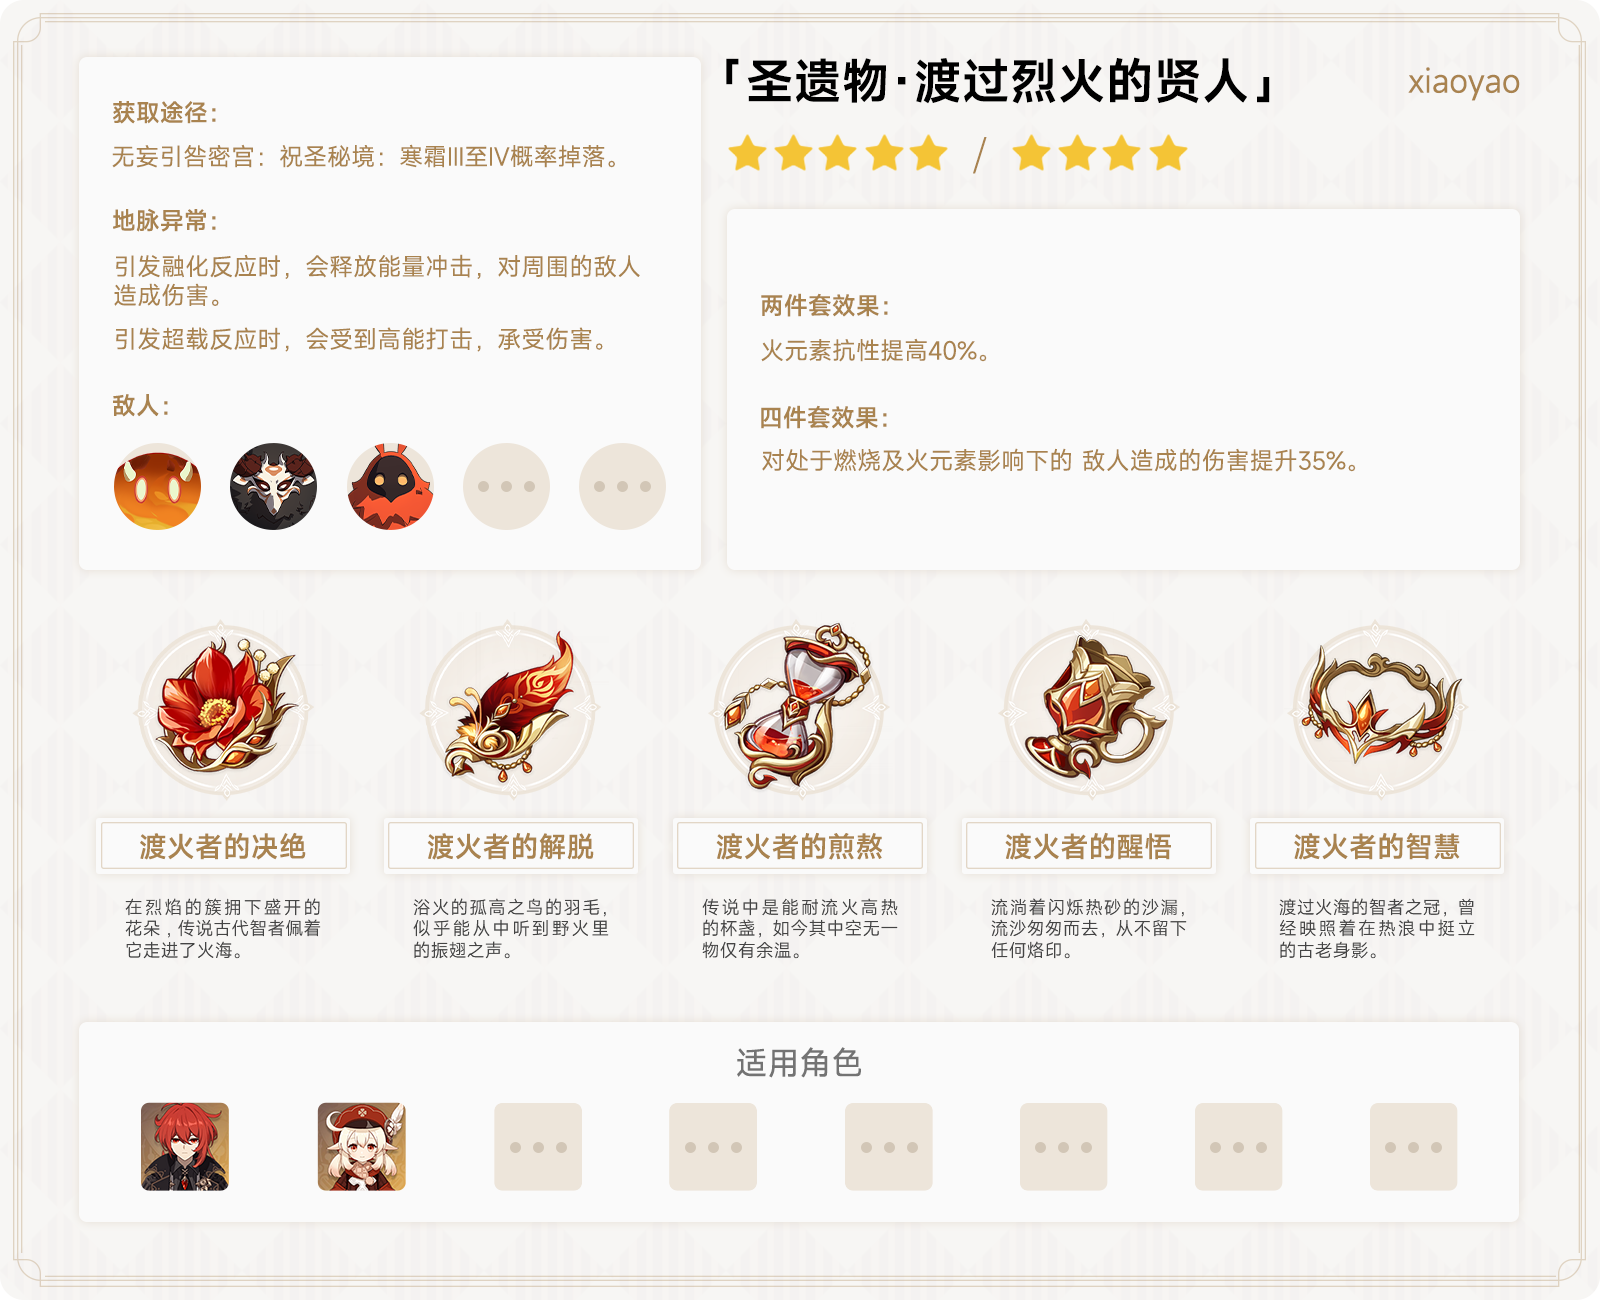 获取途径：
无妄引咎密宫：祝圣秘境：寒霜III至IV概率掉落。
地脉异常：
引发融化反应时，会释放能量冲击，对周围的敌人
造成伤害。
引发超载反应时，会受到高能打击，承受伤害。
敌人：
「圣遗物·渡过烈火的贤人」
xiaoyao
/
两件套效果：
火元素抗性提高40%。
四件套效果：
对处于燃烧及火元素影响下的 敌人造成的伤害提升35%。
渡火者的决绝
在烈焰的簇拥下盛开的
花朵，传说古代智者佩着
它走进了火海。
渡火者的解脱
浴火的孤高之鸟的羽毛，
似乎能从中听到野火里
的振翅之声。
渡火者的煎熬
传说中是能耐流火高热
的杯盏，如今其中空无一
物仅有余温。
渡火者的醒悟
流淌着闪烁热砂的沙漏，
流沙匆匆而去，从不留下
任何烙印。
渡火者的智慧
渡过火海的智者之冠，曾
经映照着在热浪中挺立
的古老身影。
适用角色